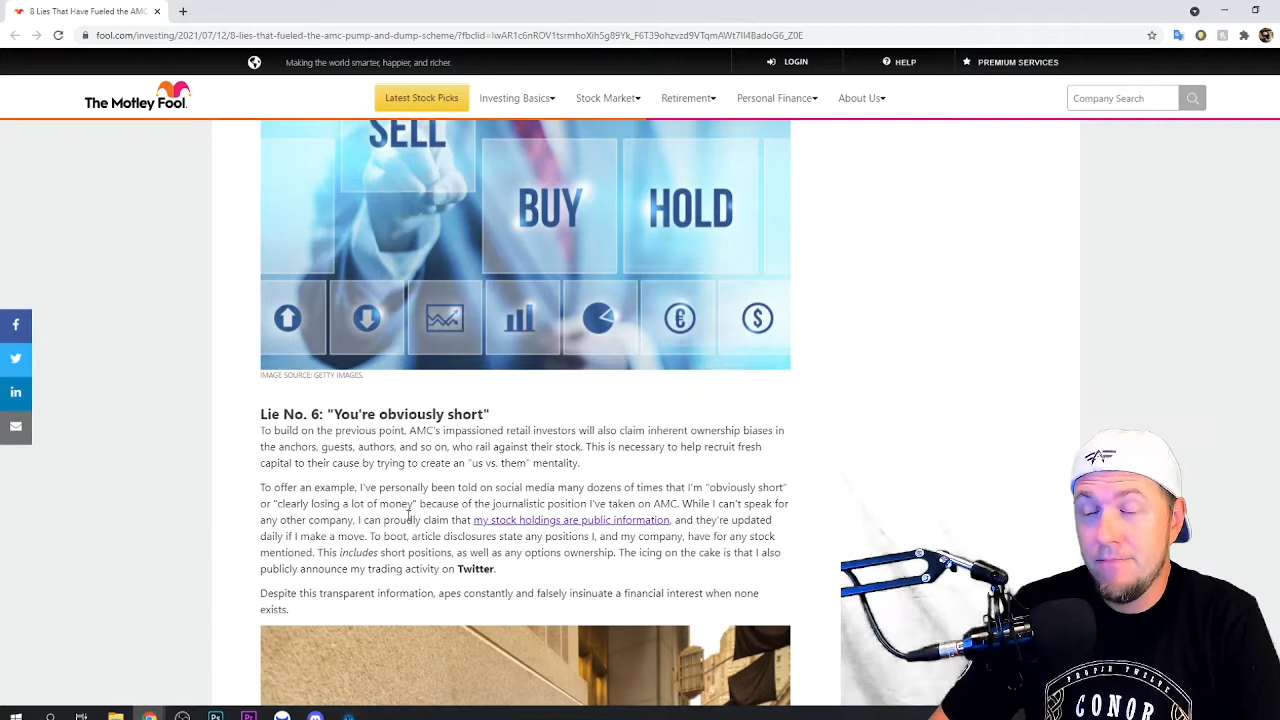 8 Lies That Have Fueled the AMC
fool.com/investing/2021/07/12/8-lies-that-fueled-the-amc-pump-and-dump-scheme/?fbclid=IwAR1c6nROV1tsrmhoXih5g89Yk_F6T39ohzvzd9VTqmAWt7Il4BadoG6_Z0E
Making the world smarter, happier, and richer.
LOGIN
HELP
PREMIUM SERVICES
The Motley Fool.
Latest Stock Picks
Investing Basics
Stock Market
Retirement
Personal Finance
About Us
Company Search
SELL
BUY
HOLD
IMAGE SOURCE: GETTY IMAGES.
Lie No. 6: "You're obviously short"
To build on the previous point, AMC's impassioned retail investors will also claim inherent ownership biases in
the anchors, guests, authors, and so on, who rail against their stock. This is necessary to help recruit fresh
capital to their cause by trying to create an "us vs. them" mentality.
To offer an example, I've personally been told on social media many dozens of times that I'm "obviously short"
or "clearly losing a lot of money" because of the journalistic position I've taken on AMC. While I can't speak for
any other company, I can proudly claim that my stock holdings are public information, and they're updated
daily if I make a move. To boot, article disclosures state any positions I, and my company, have for any stock
mentioned. This includes short positions, as well as any options ownership. The icing on the cake is that I also
publicly announce my trading activity on Twitter.
Despite this transparent information, apes constantly and falsely insinuate a financial interest when none
exists.
PROPER TWELVE
CONOR